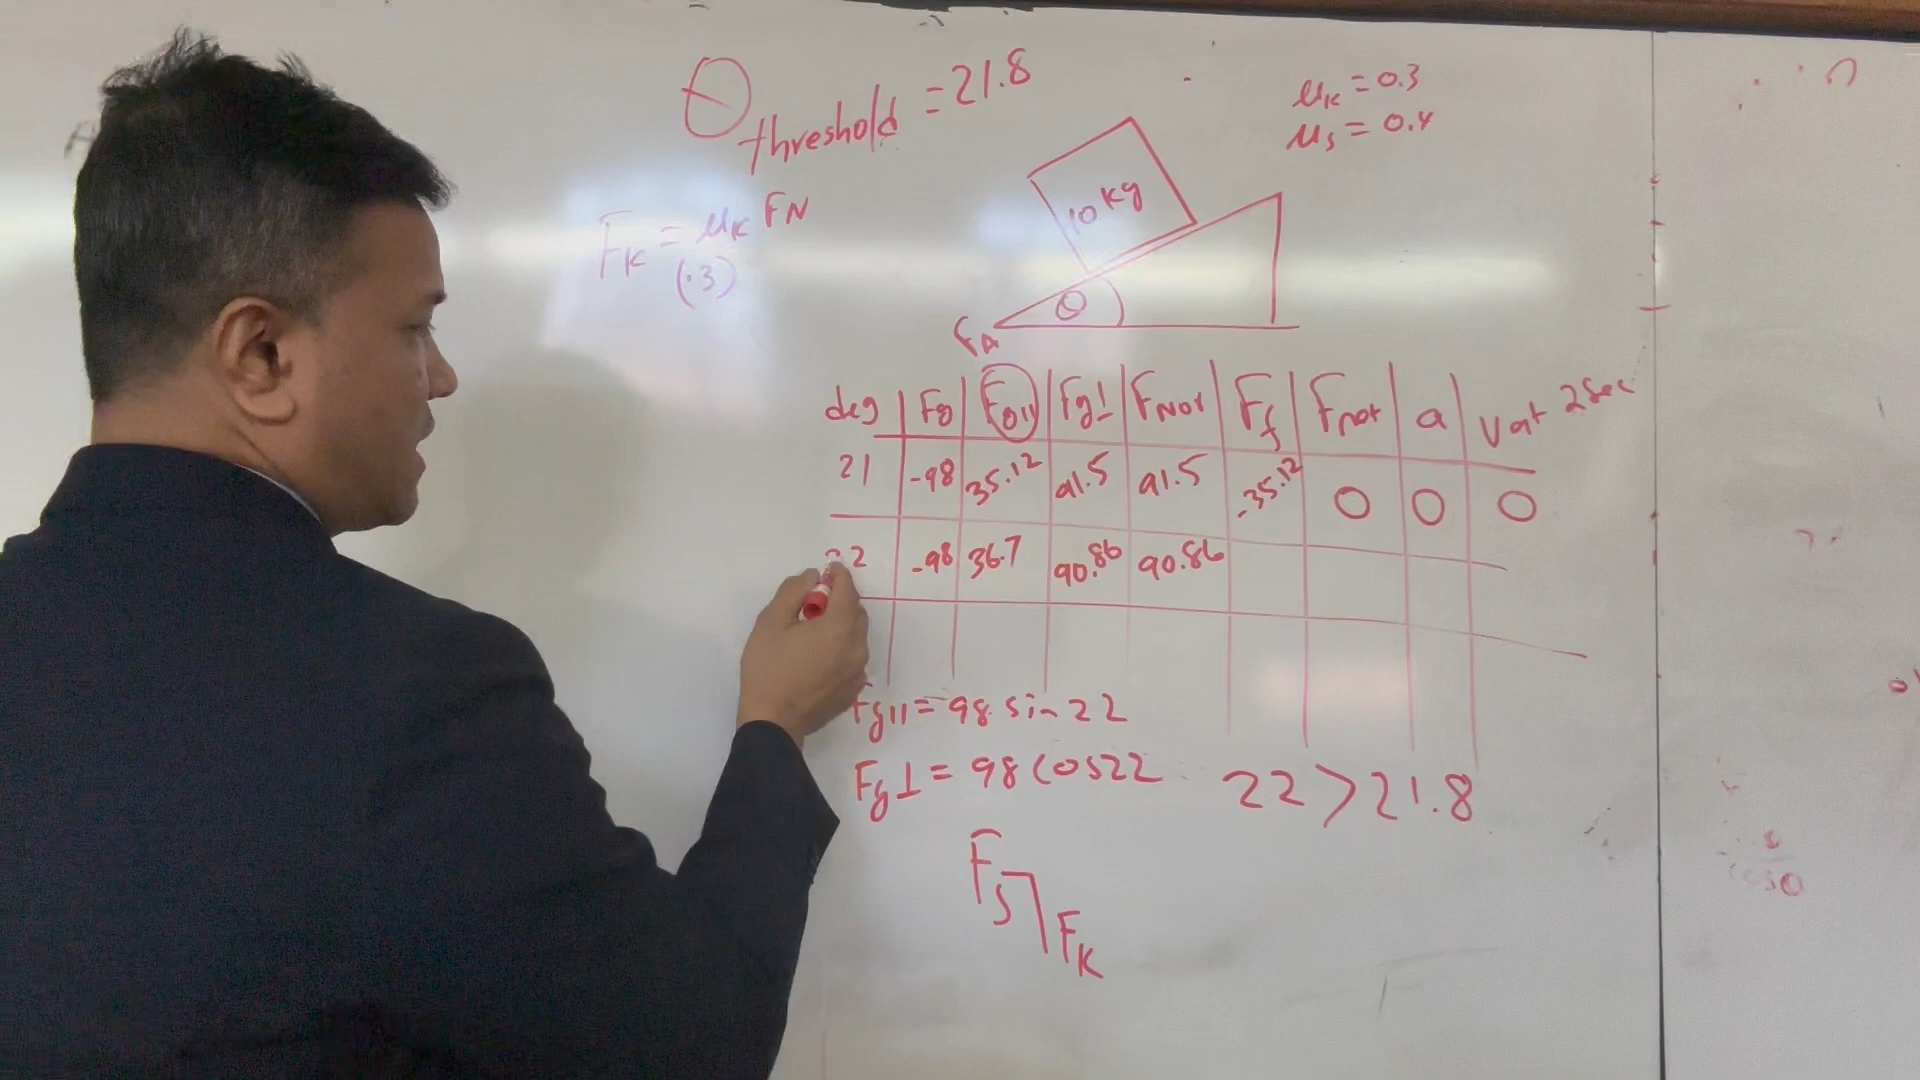 Θ threshold = 21.8
μk = 0.3
μs = 0.4
Fk = μk FN
(.3)
10 kg
θ
FA
deg | Fg | Fg|| | Fg⊥ | FNor | Ff | Fnet | a | V at 2 sec
21 | -98 | 35.12 | 91.5 | 91.5 | -35.12 | 0 | 0 | 0
22 | -98 | 36.7 | 90.86 | 90.86
Fg|| = 98 sin 22
Fg⊥ = 98 cos 22
22 > 21.8
Fs
Fk